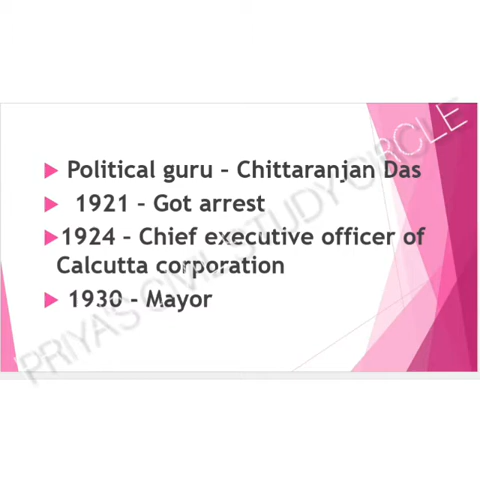 Political guru – Chittaranjan Das
1921 – Got arrest
1924 – Chief executive officer of
Calcutta corporation
1930 – Mayor
PRIYA'S CIVIL STUDY CIRCLE